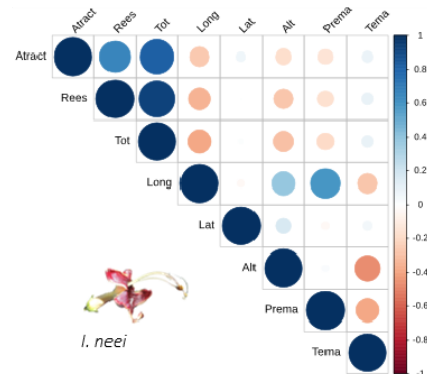 Atract Rees Tot Long Lat Alt Prema Tema
Atract
Rees
Tot
Long
Lat
Alt
Prema
Tema
1
0.8
0.6
0.4
0.2
0
-0.2
-0.4
-0.6
-0.8
-1
I. neei